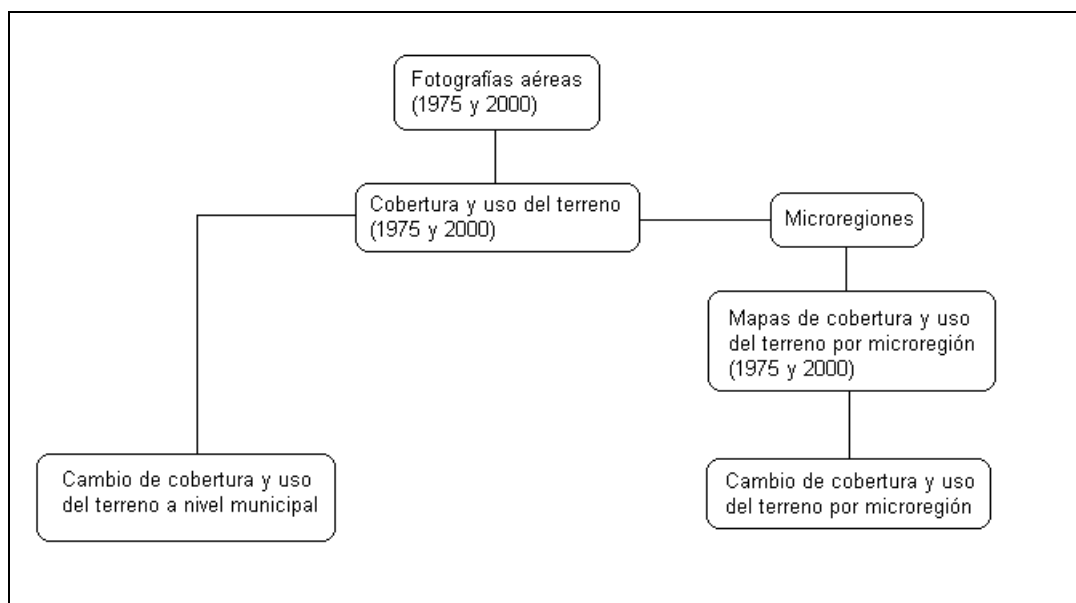 Fotografías aéreas
(1975 y 2000)
Cobertura y uso del terreno
(1975 y 2000)
Microregiones
Mapas de cobertura y uso
del terreno por microregión
(1975 y 2000)
Cambio de cobertura y uso
del terreno a nivel municipal
Cambio de cobertura y uso
del terreno por microregión